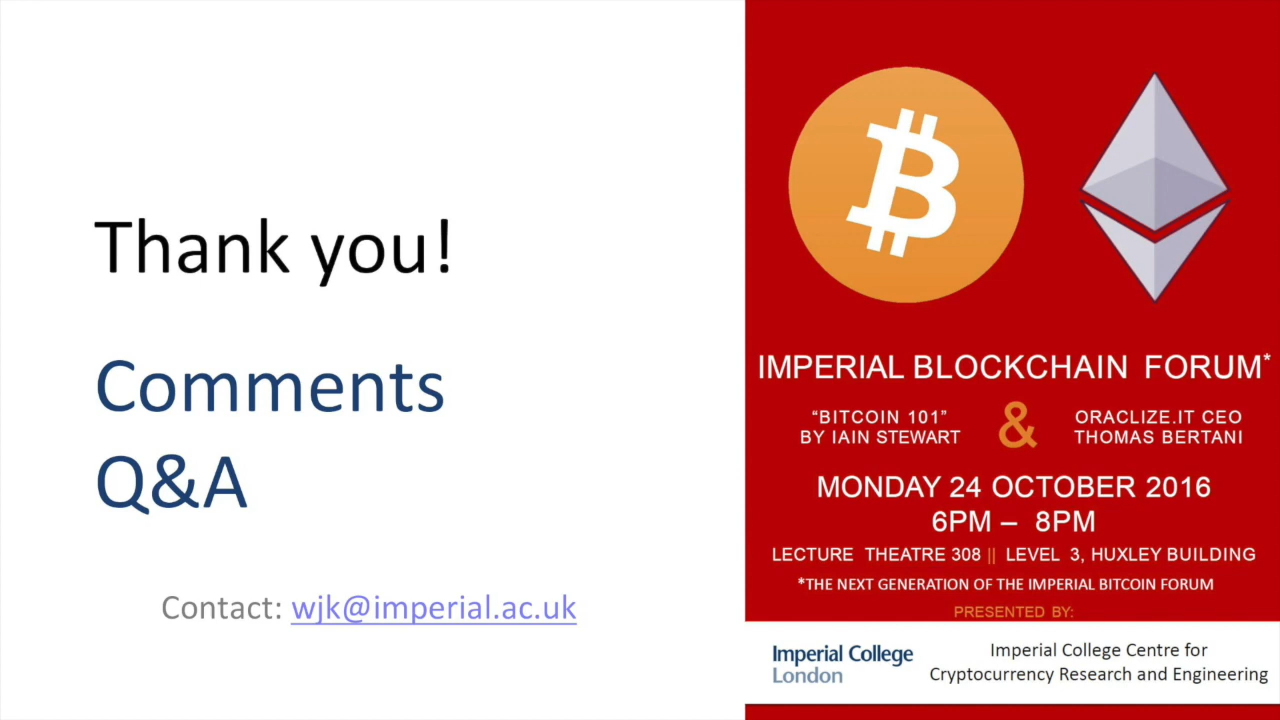 Thank you!
Comments
Q&A
Contact: wjk@imperial.ac.uk
IMPERIAL BLOCKCHAIN FORUM*
“BITCOIN 101”
BY IAIN STEWART
&
ORACLIZE.IT CEO
THOMAS BERTANI
MONDAY 24 OCTOBER 2016
6PM – 8PM
LECTURE THEATRE 308 || LEVEL 3, HUXLEY BUILDING
*THE NEXT GENERATION OF THE IMPERIAL BITCOIN FORUM
PRESENTED BY:
Imperial College
London
Imperial College Centre for
Cryptocurrency Research and Engineering